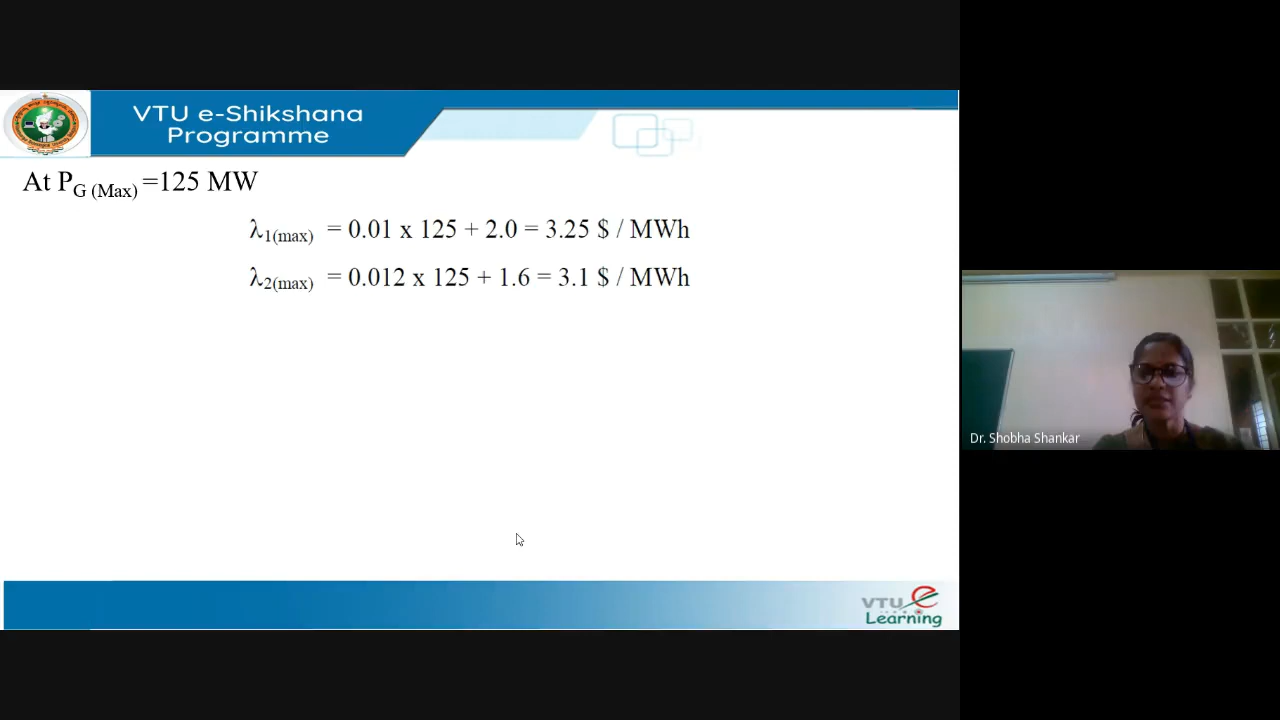 VTU e-Shikshana
Programme
At P_G (Max) =125 MW
λ_1(max) = 0.01 x 125 + 2.0 = 3.25 $ / MWh
λ_2(max) = 0.012 x 125 + 1.6 = 3.1 $ / MWh
Dr. Shobha Shankar
VTU e
Learning